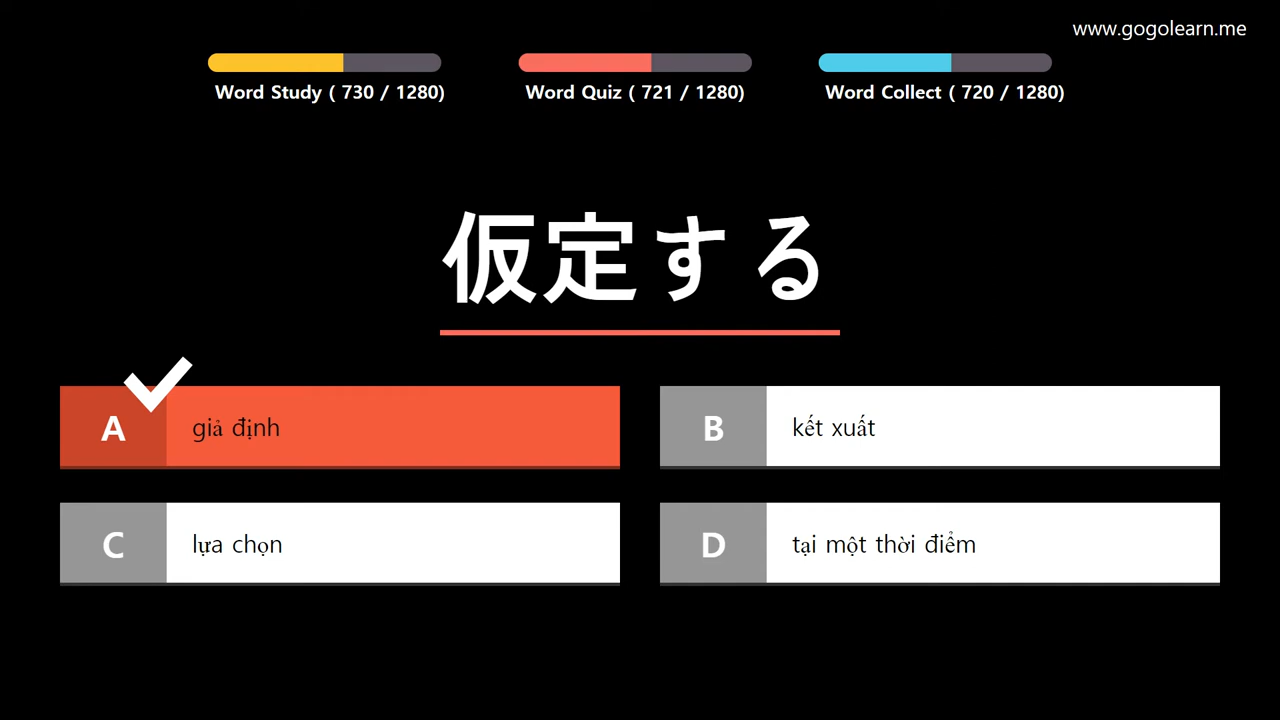 www.gogolearn.me
Word Study ( 730 / 1280)
Word Quiz ( 721 / 1280)
Word Collect ( 720 / 1280)
仮定する
A giả định
B kết xuất
C lựa chọn
D tại một thời điểm